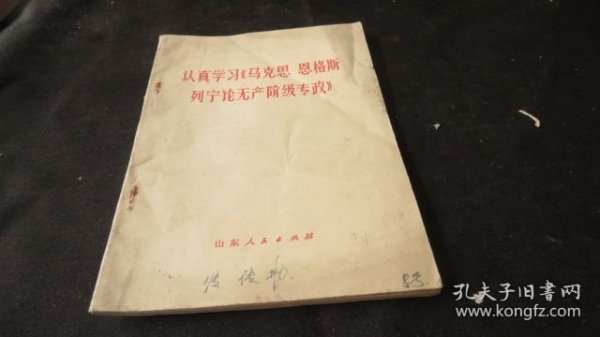 认真学习《马克思 恩格斯
列宁论无产阶级专政》
山东人民出版社
孔夫子旧书网
www.kongfz.com